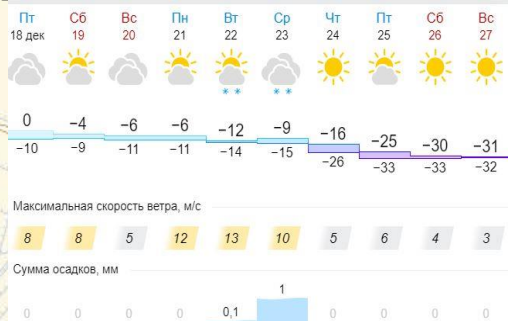 Пт Сб Вс Пн Вт Ср Чт Пт Сб Вс
18 дек 19 20 21 22 23 24 25 26 27
0 −4 −6 −6 −12 −9 −16 −25 −30 −31
−10 −9 −11 −11 −14 −15 −26 −33 −33 −32
Максимальная скорость ветра, м/с
8 8 5 12 13 10 5 6 4 3
Сумма осадков, мм
0 0 0 0 0,1 1 0 0 0 0